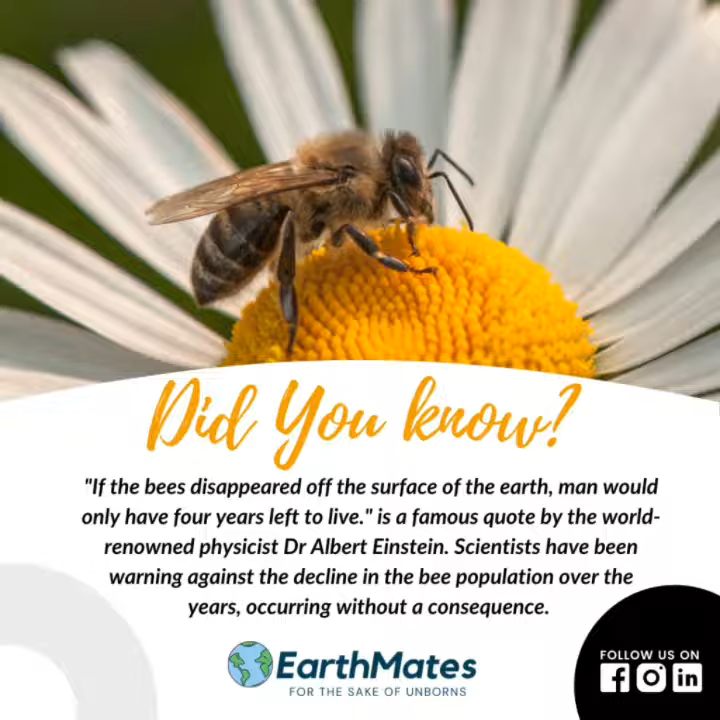 Did You know?
"If the bees disappeared off the surface of the earth, man would
only have four years left to live." is a famous quote by the world-
renowned physicist Dr Albert Einstein. Scientists have been
warning against the decline in the bee population over the
years, occurring without a consequence.
EarthMates
FOR THE SAKE OF UNBORNS
FOLLOW US ON